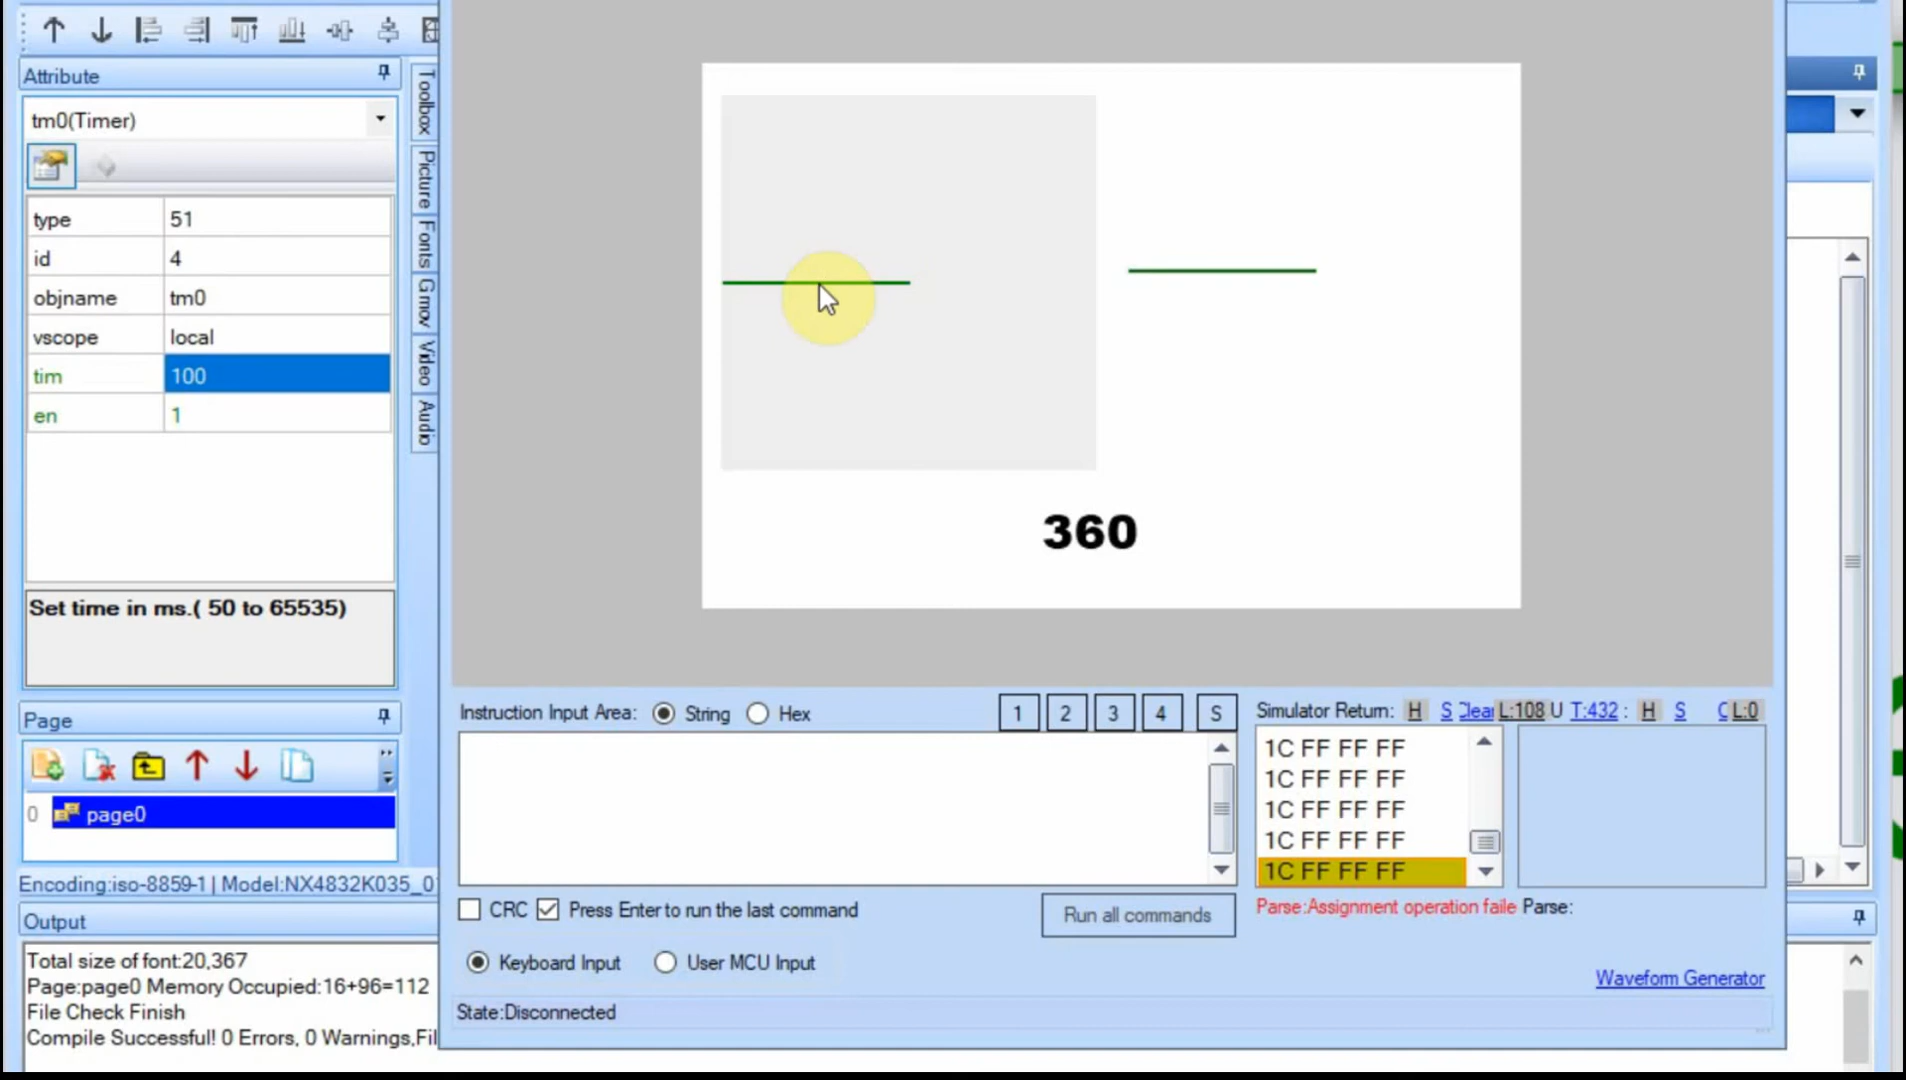 Attribute
tm0(Timer)
type 51
id 4
objname tm0
vscope local
tim 100
en 1
Set time in ms.( 50 to 65535)
Toolbox
Picture
Fonts
Gmov
Video
Audio
360
Page
0 page0
Encoding:iso-8859-1 | Model:NX4832K035_0
Output
Total size of font:20,367
Page:page0 Memory Occupied:16+96=112
File Check Finish
Compile Successful! 0 Errors, 0 Warnings,Fil
Instruction Input Area: String Hex 1 2 3 4 S
CRC Press Enter to run the last command Run all commands
Keyboard Input User MCU Input
State:Disconnected
Simulator Return: H S Clear L:108 U T:432 : H S C L:0
1C FF FF FF
1C FF FF FF
1C FF FF FF
1C FF FF FF
1C FF FF FF
Parse:Assignment operation faile Parse:
Waveform Generator